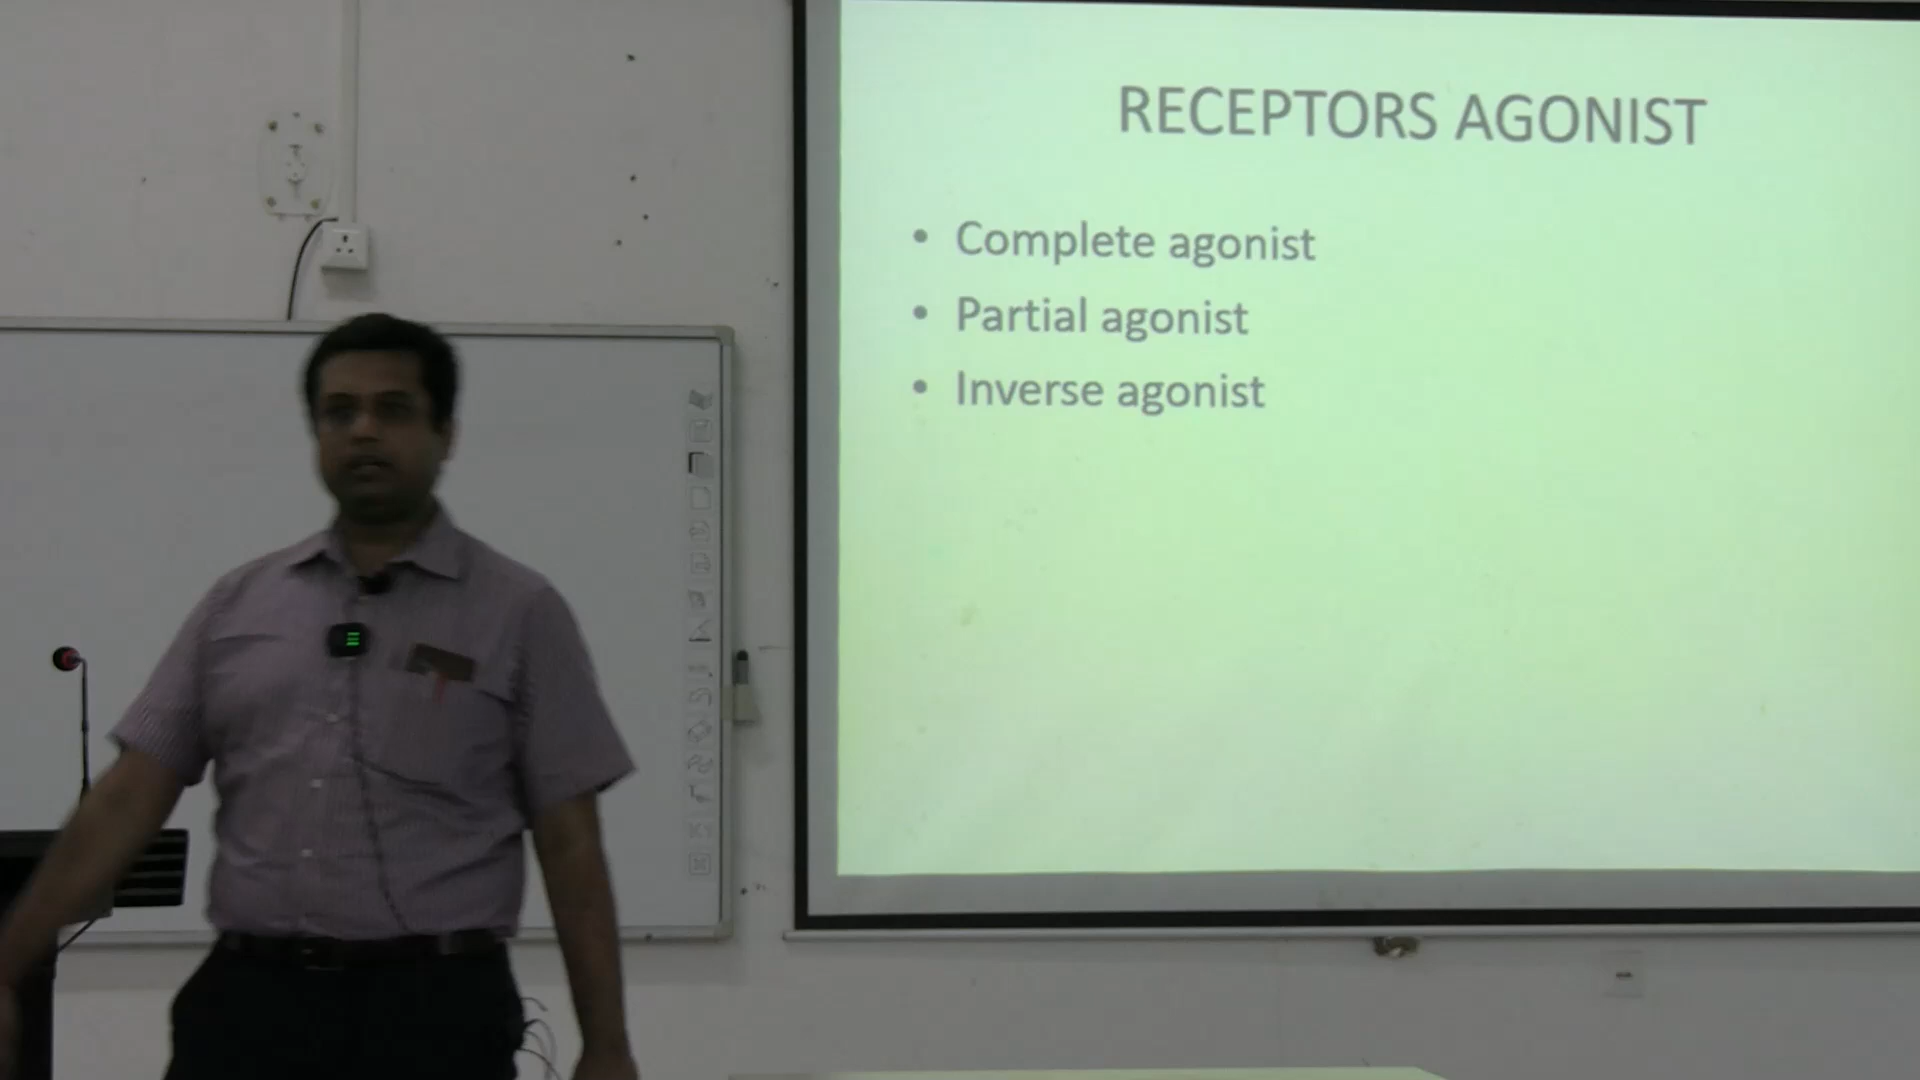 RECEPTORS AGONIST
• Complete agonist
• Partial agonist
• Inverse agonist